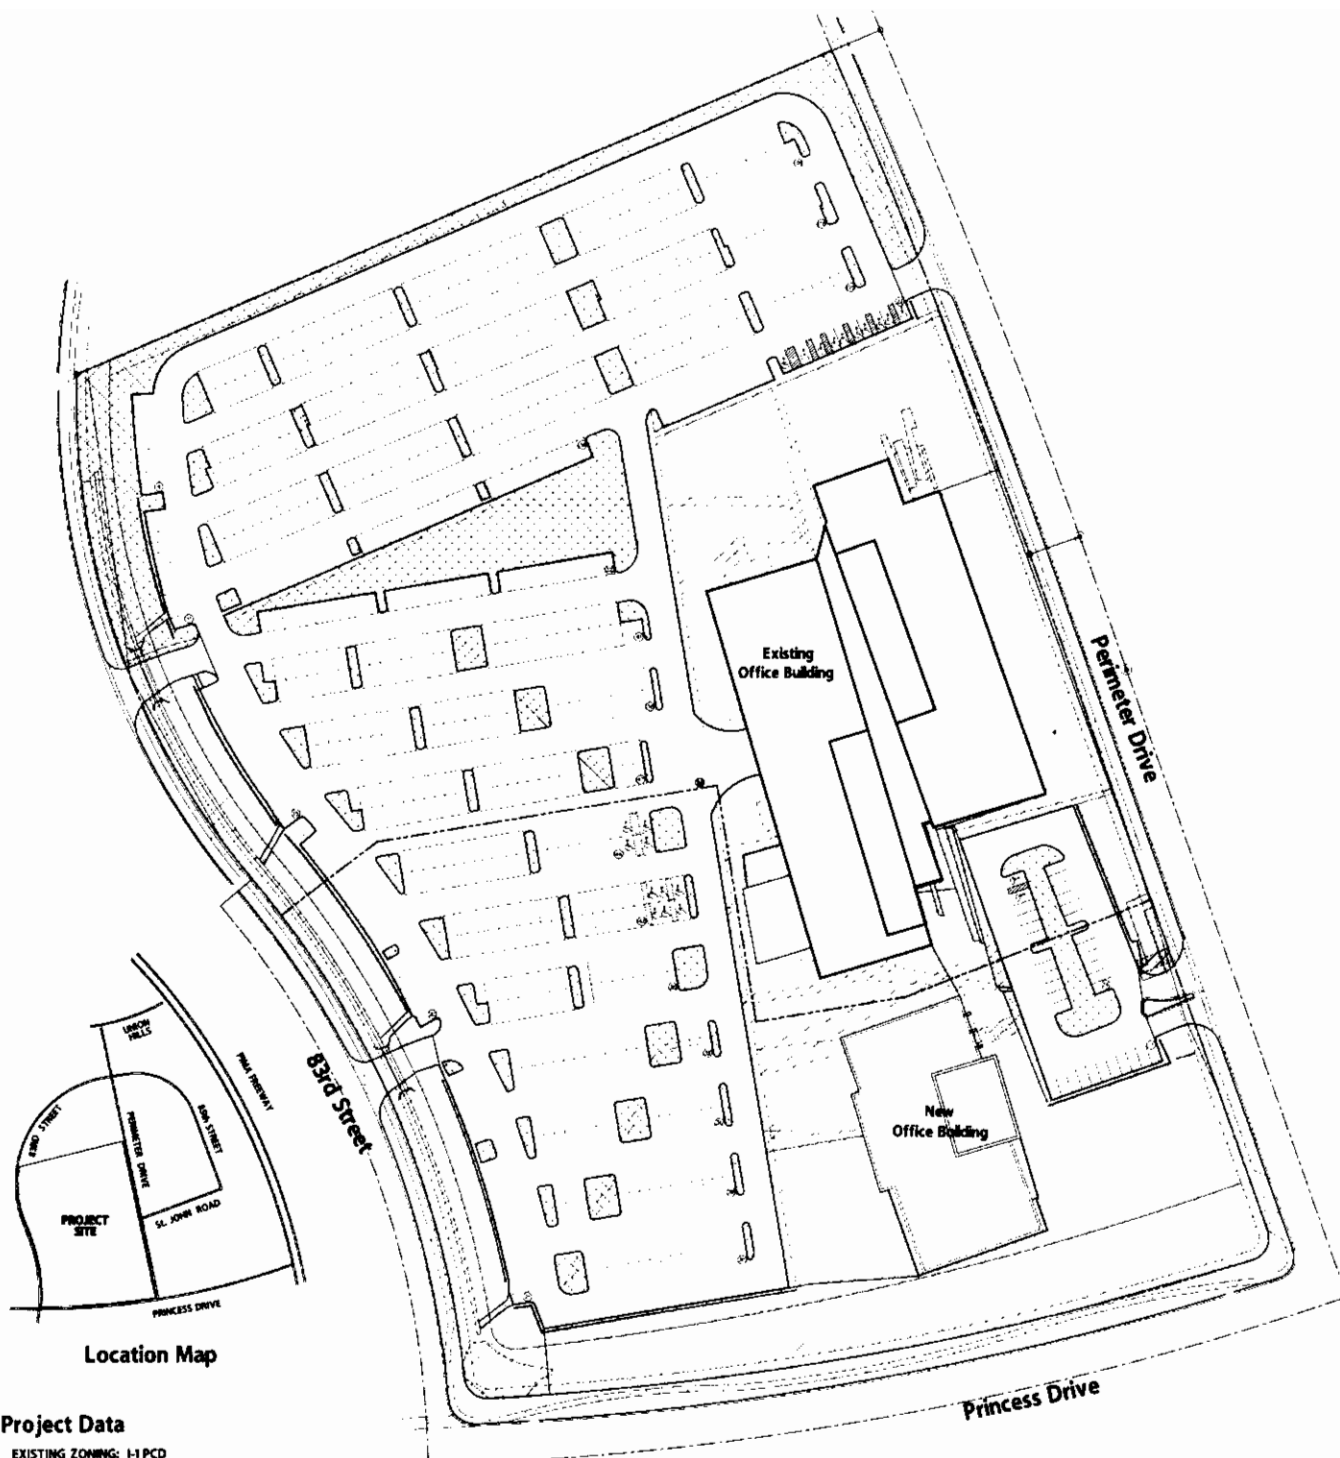 Existing
Office Building
Perimeter Drive
New
Office Building
83rd Street
Princess Drive
UNION
HILLS
PIMA FREEWAY
83RD STREET
PERIMETER DRIVE
85th STREET
PROJECT
SITE
ST. JOHN ROAD
PRINCESS DRIVE
Location Map
Project Data
EXISTING ZONING: I-1 PCD